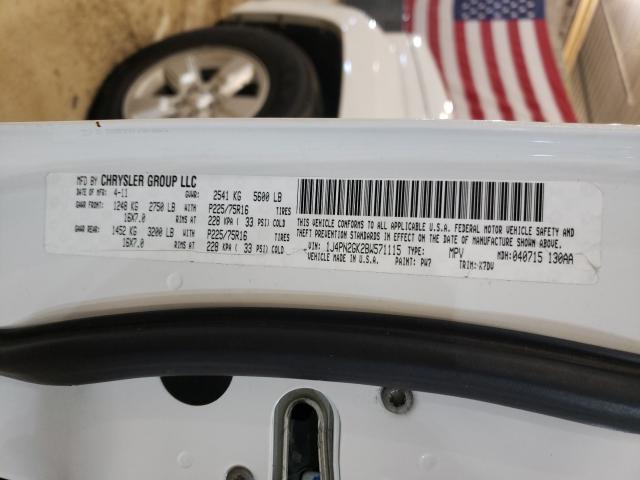 MFD BY CHRYSLER GROUP LLC
DATE OF MFR: 4-11 GVWR: 2541 KG 5600 LB
GAWR FRONT: 1248 KG 2750 LB P225/75R16 TIRES
16X7.0 RIMS AT 228 KPA ( 33 PSI) COLD
GAWR REAR: 1452 KG 3200 LB P225/75R16 TIRES
16X7.0 RIMS AT 228 KPA ( 33 PSI) COLD
THIS VEHICLE CONFORMS TO ALL APPLICABLE U.S.A. FEDERAL MOTOR VEHICLE SAFETY AND
THEFT PREVENTION STANDARDS IN EFFECT ON THE DATE OF MANUFACTURE SHOWN ABOVE.
VIN: 1J4PN2GK2BW571115 TYPE: MPV MDH: 040715 130AA
VEHICLE MADE IN U.S.A. PAINT: PW7 TRIM: X7DV